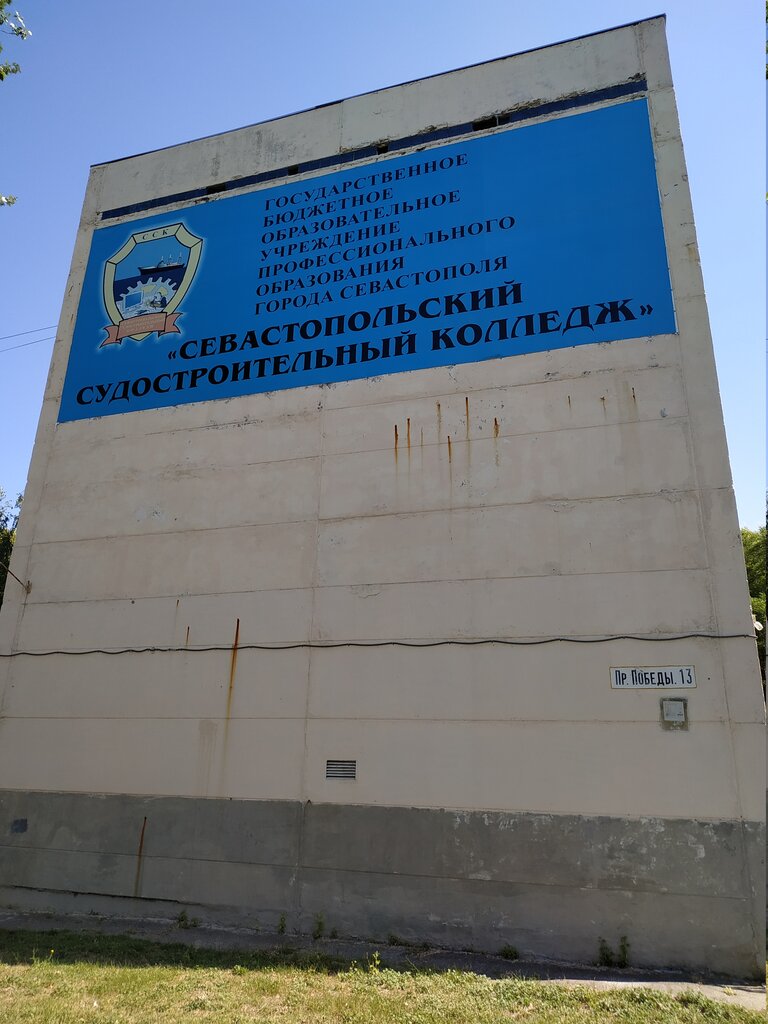 ССК
ГОСУДАРСТВЕННОЕ
БЮДЖЕТНОЕ
ОБРАЗОВАТЕЛЬНОЕ
УЧРЕЖДЕНИЕ
ПРОФЕССИОНАЛЬНОГО
ОБРАЗОВАНИЯ
ГОРОДА СЕВАСТОПОЛЯ
«СЕВАСТОПОЛЬСКИЙ
СУДОСТРОИТЕЛЬНЫЙ КОЛЛЕДЖ»
ПР. ПОБЕДЫ. 13